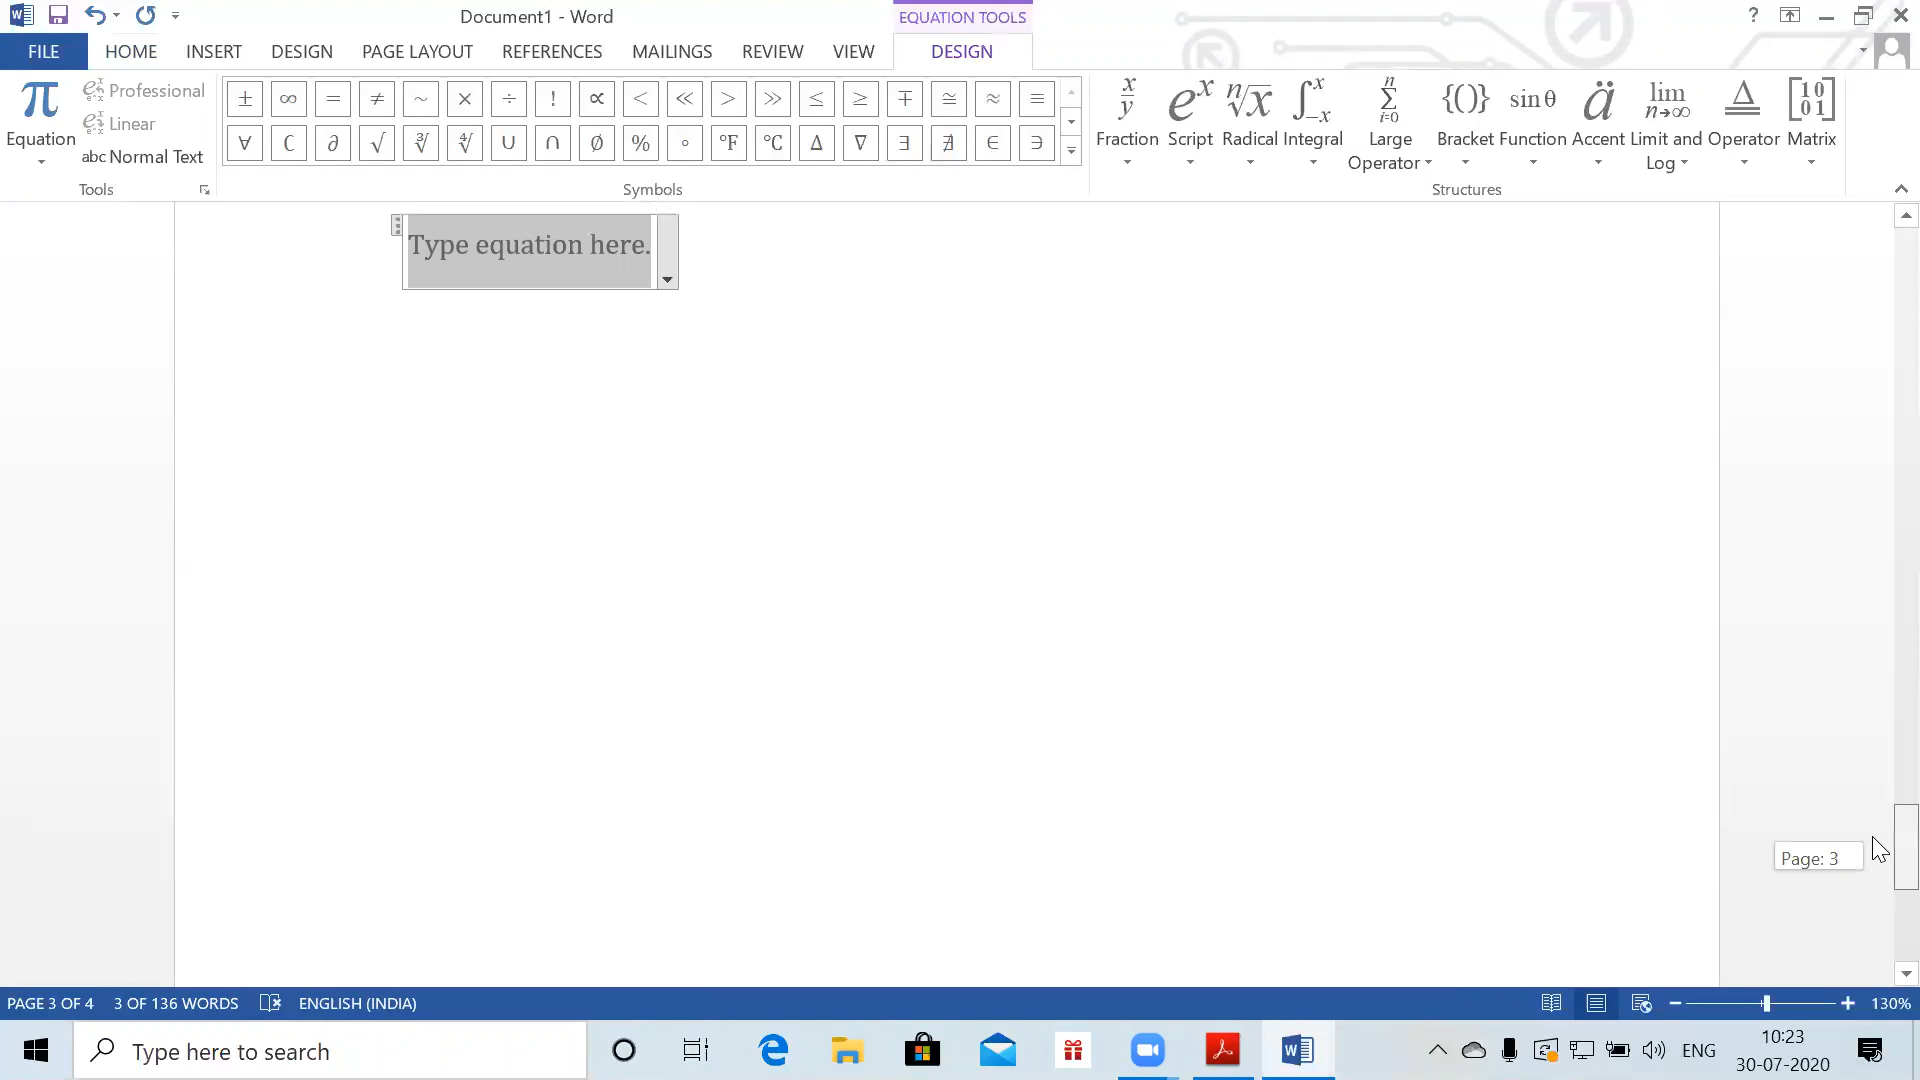 Document1 - Word
EQUATION TOOLS
FILE HOME INSERT DESIGN PAGE LAYOUT REFERENCES MAILINGS REVIEW VIEW DESIGN
π Equation
Professional
Linear
abc Normal Text
Tools
± ∞ = ≠ ~ × ÷ ! ∝ < ≪ > ≫ ≤ ≥ ∓ ≅ ≈ ≡
∀ ∁ ∂ √ ∛ ∜ ∪ ∩ ∅ % ° °F °C ∆ ∇ ∃ ∄ ∈ ∋
Symbols
Fraction Script Radical Integral Large Operator Bracket Function Accent Limit and Log Operator Matrix
Structures
Type equation here.
Page: 3
PAGE 3 OF 4 3 OF 136 WORDS ENGLISH (INDIA) 130%
Type here to search
ENG
10:23
30-07-2020